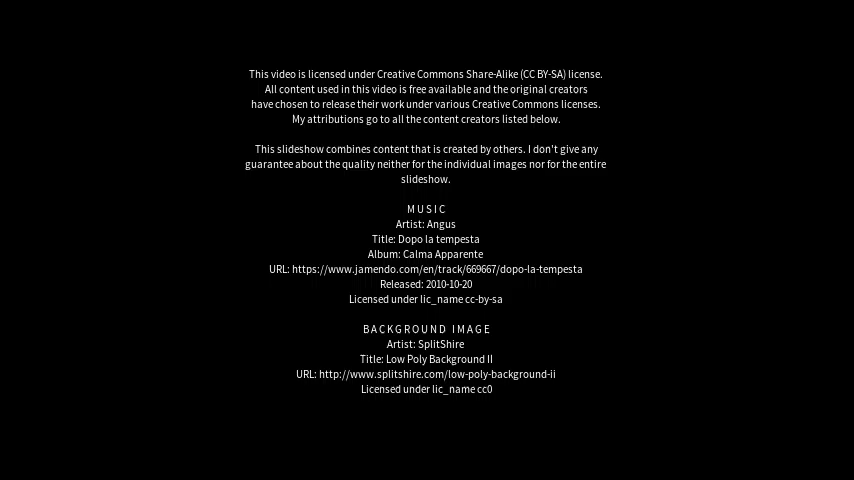 This video is licensed under Creative Commons Share-Alike (CC BY-SA) license.
All content used in this video is free available and the original creators
have chosen to release their work under various Creative Commons licenses.
My attributions go to all the content creators listed below.
This slideshow combines content that is created by others. I don't give any
guarantee about the quality neither for the individual images nor for the entire
slideshow.
MUSIC
Artist: Angus
Title: Dopo la tempesta
Album: Calma Apparente
URL: https://www.jamendo.com/en/track/669667/dopo-la-tempesta
Released: 2010-10-20
Licensed under lic_name cc-by-sa
BACKGROUND IMAGE
Artist: SplitShire
Title: Low Poly Background II
URL: http://www.splitshire.com/low-poly-background-ii
Licensed under lic_name cc0